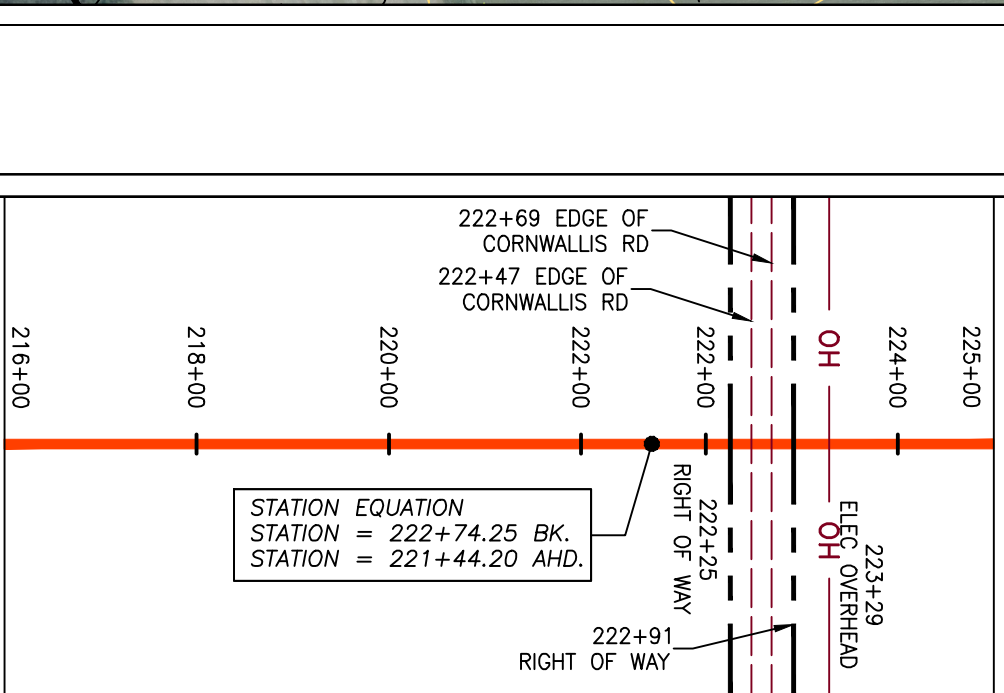 222+69 EDGE OF
CORNWALLIS RD
222+47 EDGE OF
CORNWALLIS RD
216+00
218+00
220+00
222+00
222+00
OH
224+00
225+00
STATION EQUATION
STATION = 222+74.25 BK.
STATION = 221+44.20 AHD.
222+25
RIGHT OF WAY
OH
223+29
ELEC OVERHEAD
222+91
RIGHT OF WAY